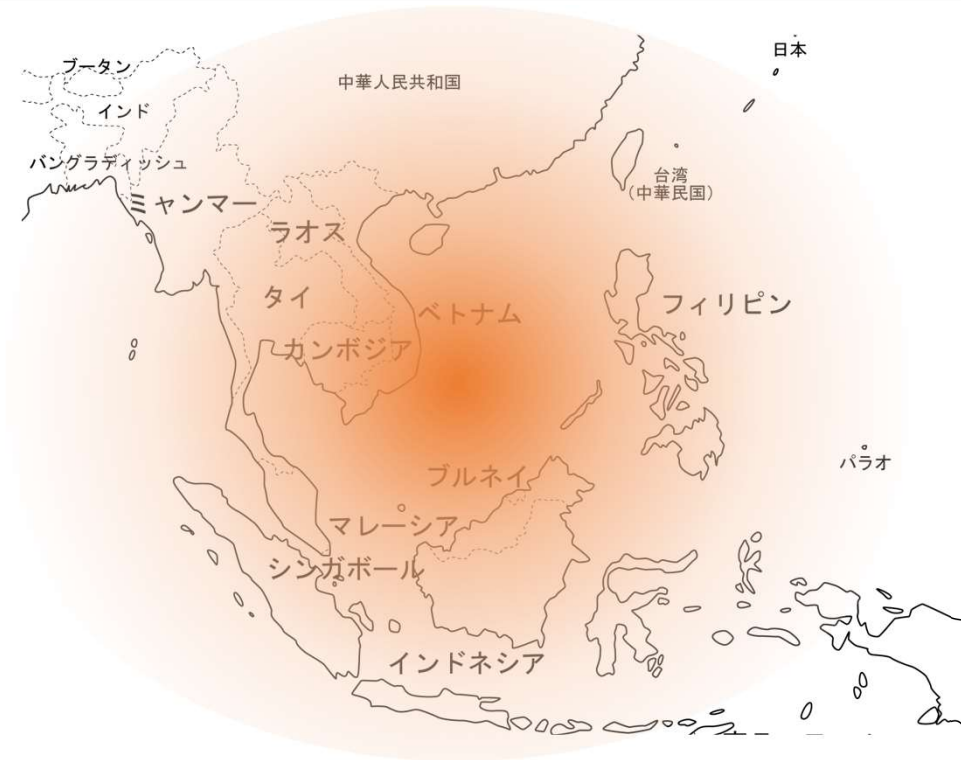 日本
ブータン
中華人民共和国
インド
バングラディッシュ
台湾
（中華民国）
ミャンマー
ラオス
タイ
フィリピン
ベトナム
カンボジア
パラオ
ブルネイ
マレーシア
シンガポール
インドネシア